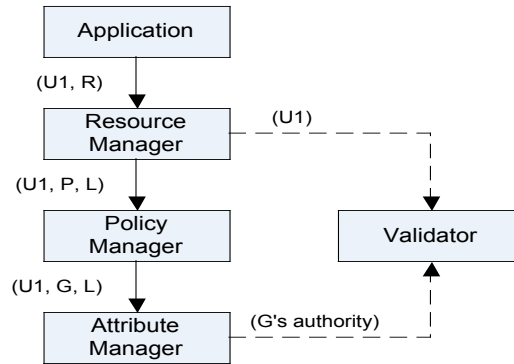 Application
(U1, R)
Resource
Manager
(U1)
(U1, P, L)
Policy
Manager
Validator
(U1, G, L)
Attribute
Manager
(G's authority)